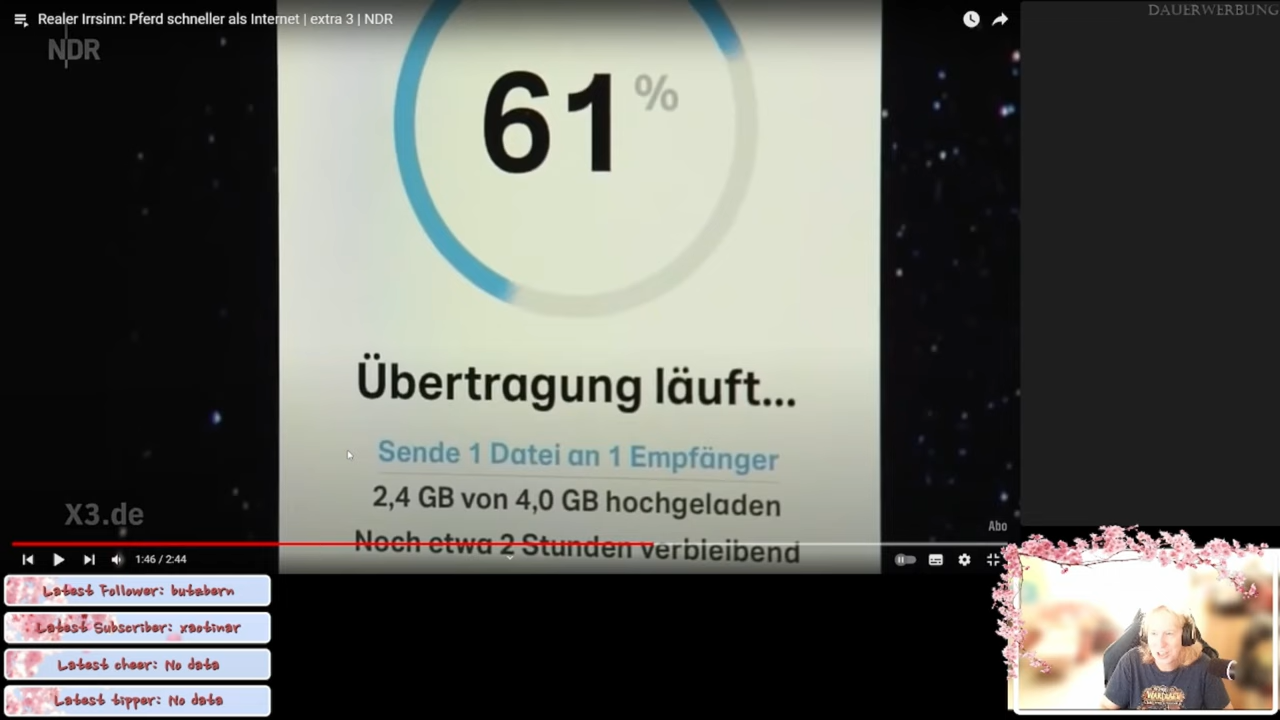 Realer Irrsinn: Pferd schneller als Internet | extra 3 | NDR
DAUERWERBUNG
NDR
61 %
Übertragung läuft...
Sende 1 Datei an 1 Empfänger
2,4 GB von 4,0 GB hochgeladen
Noch etwa 2 Stunden verbleibend
X3.de
Abo
1:46 / 2:44
Latest Follower: butabern
Latest Subscriber: xaotinar
Latest cheer: No data
Latest tipper: No data